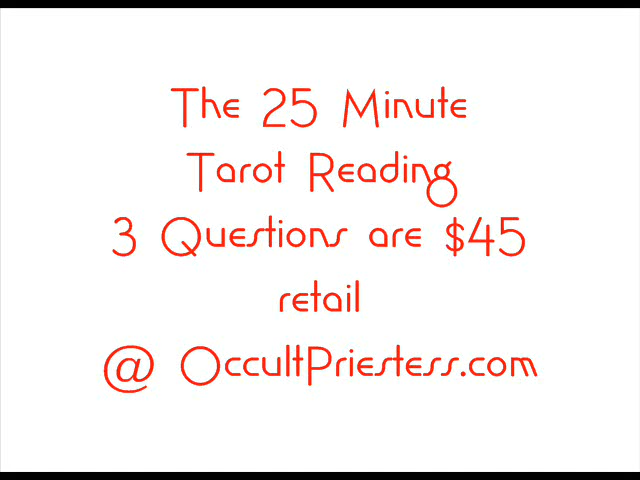 The 25 Minute
Tarot Reading
3 Questions are $45
retail
@ OccultPriestess.com